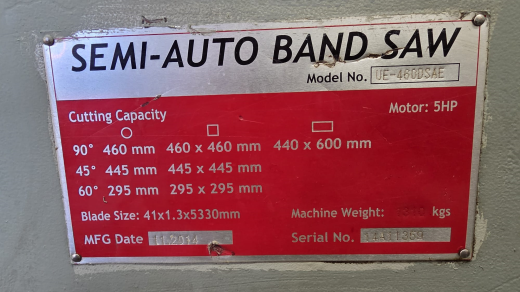 SEMI-AUTO BAND SAW
Model No. UE-460DSAE
Cutting Capacity
Motor: 5HP
90° 460 mm 460 x 460 mm 440 x 600 mm
45° 445 mm 445 x 445 mm
60° 295 mm 295 x 295 mm
Blade Size: 41x1.3x5330mm
Machine Weight: kgs
MFG Date 11.2014
Serial No.